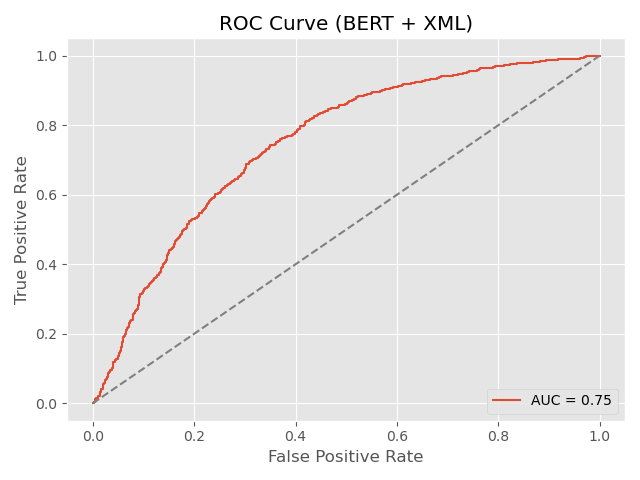 ROC Curve (BERT + XML)
True Positive Rate
1.0
0.8
0.6
0.4
0.2
0.0
AUC = 0.75
0.0 0.2 0.4 0.6 0.8 1.0
False Positive Rate